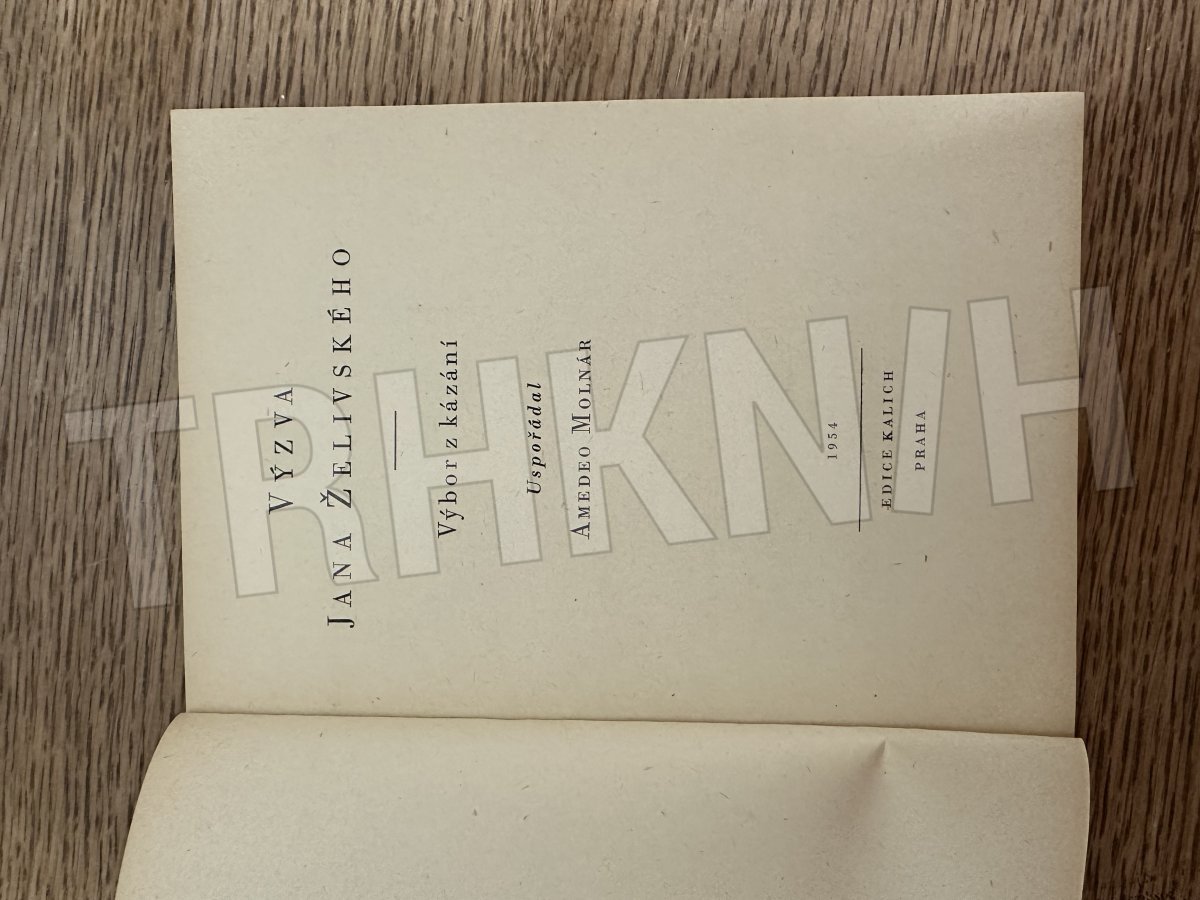 VÝZVA
JANA ŽELIVSKÉHO
Výbor z kázání
Uspořádal
AMEDEO MOLNÁR
1954
EDICE KALICH
PRAHA
TRHKNIH